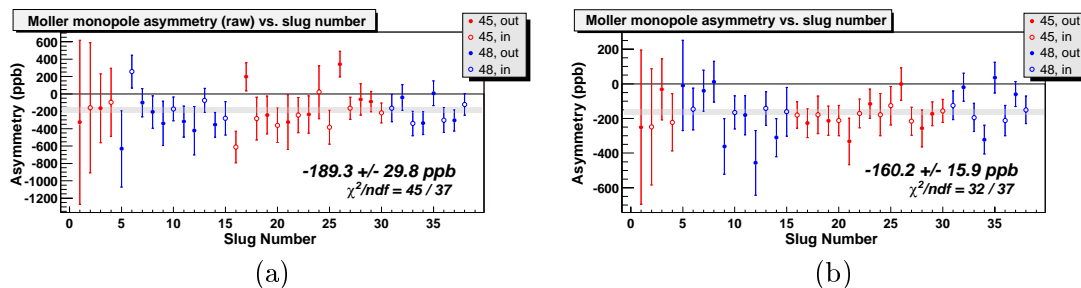 Moller monopole asymmetry (raw) vs. slug number
45, out
45, in
48, out
48, in
Asymmetry (ppb)
600
400
200
0
-200
-400
-600
-800
-1000
-1200
-189.3 +/- 29.8 ppb
χ²/ndf = 45 / 37
0 5 10 15 20 25 30 35
Slug Number
(a)
Moller monopole asymmetry vs. slug number
45, out
45, in
48, out
48, in
Asymmetry (ppb)
200
0
-200
-400
-600
-160.2 +/- 15.9 ppb
χ²/ndf = 32 / 37
0 5 10 15 20 25 30 35
Slug Number
(b)